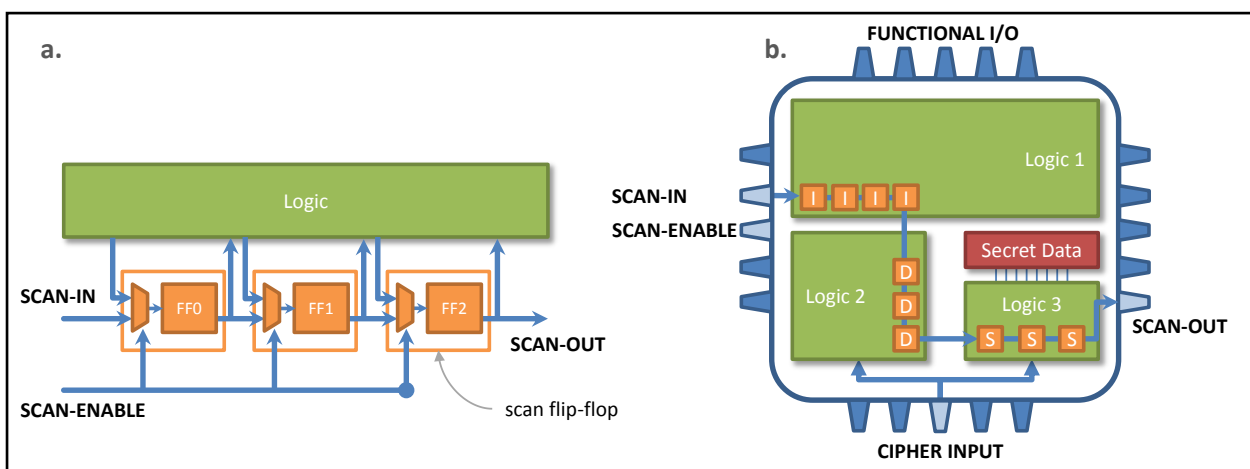 a.
Logic
SCAN-IN
FF0
FF1
FF2
SCAN-OUT
SCAN-ENABLE
scan flip-flop
b.
FUNCTIONAL I/O
Logic 1
SCAN-IN
I I I I
SCAN-ENABLE
Secret Data
Logic 2
D
D
D
Logic 3
S S S
SCAN-OUT
CIPHER INPUT